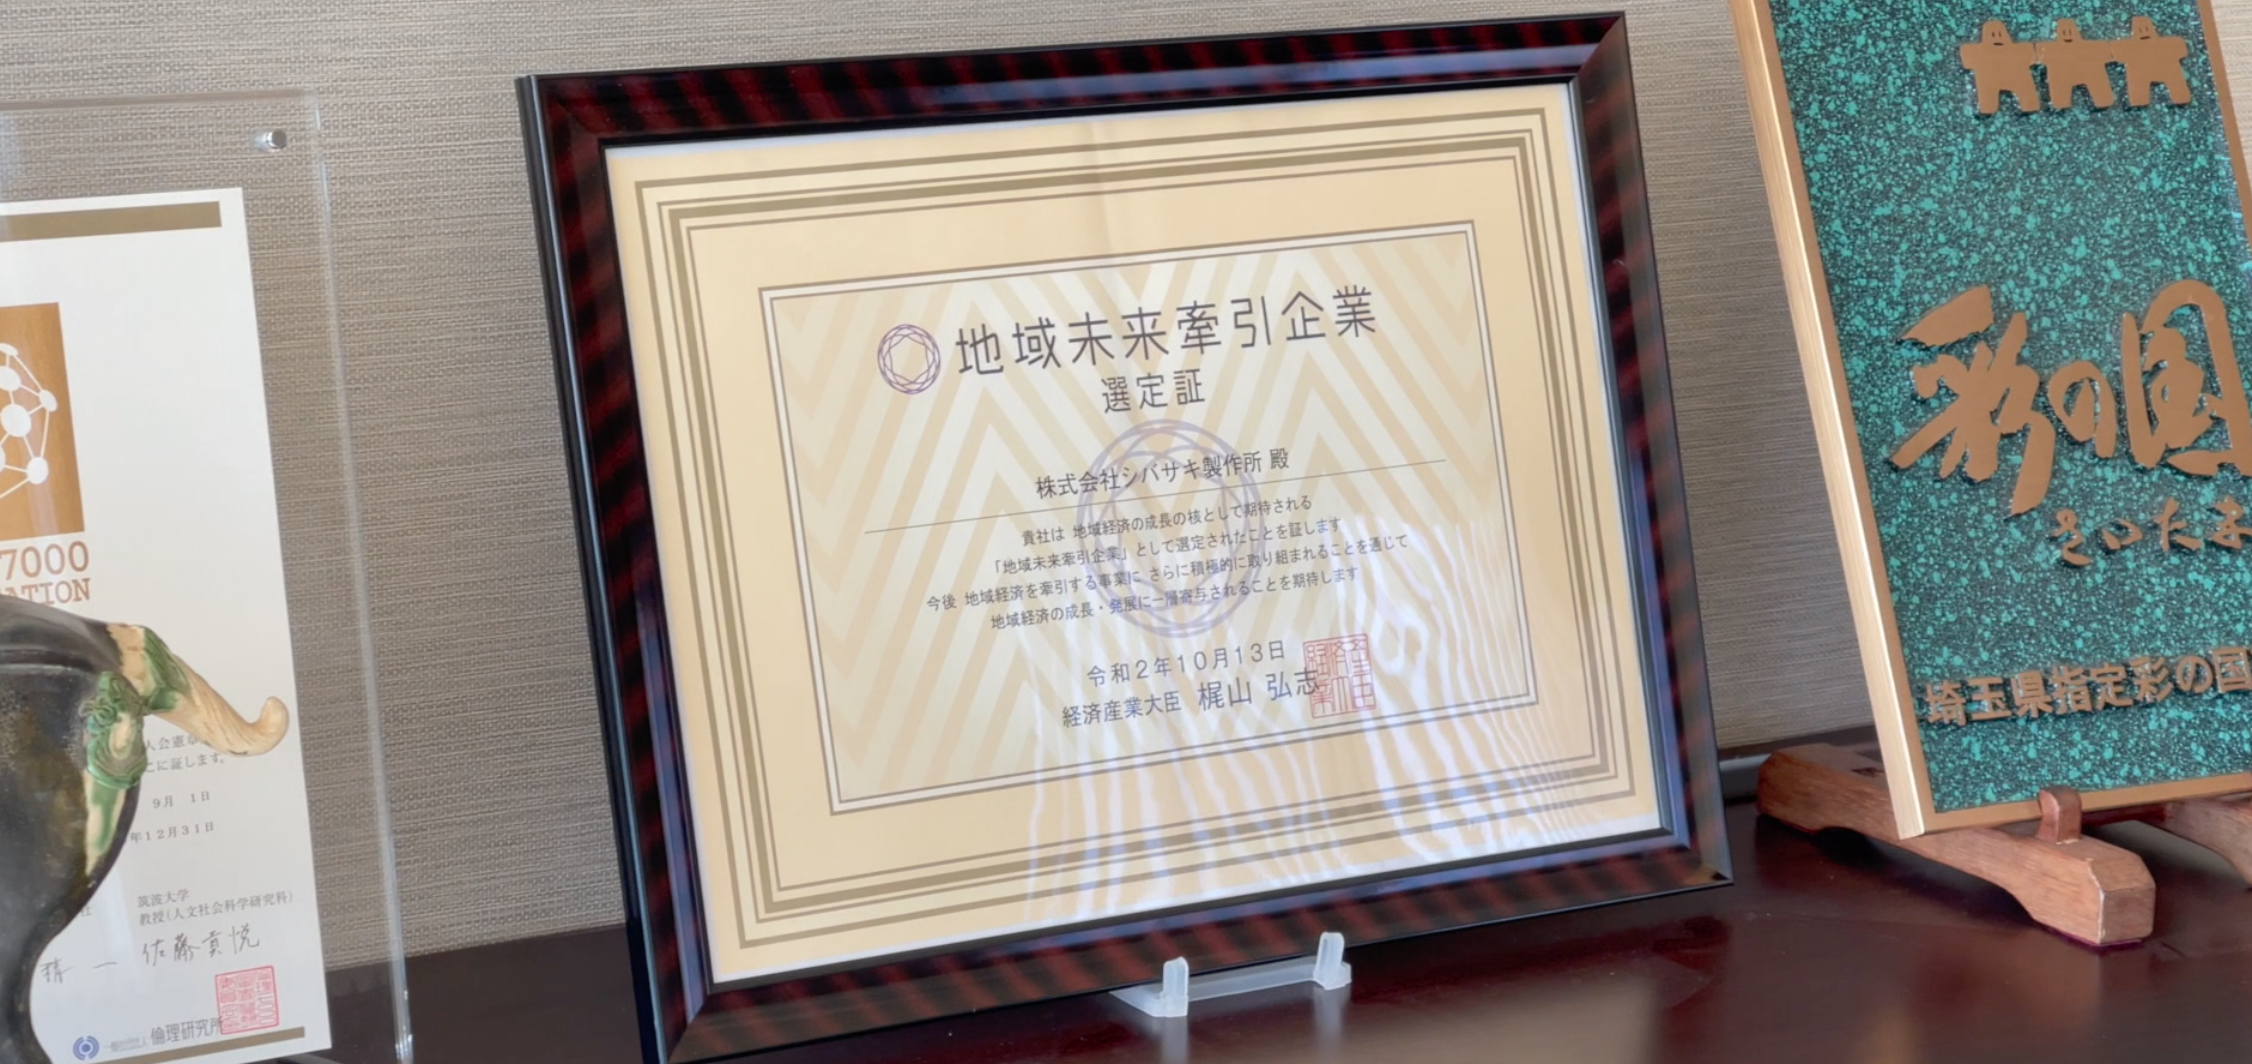 7000
ATION
人会憲章
こに証します。
9月 1日
年12月31日
筑波大学
教授(人文社会科学研究科)
佐藤貢悦
倫理研究所
地域未来牽引企業
選定証
株式会社シバサキ製作所 殿
貴社は 地域経済の成長の核として期待される
「地域未来牽引企業」として選定されたことを証します
今後 地域経済を牽引する事業に さらに積極的に取り組まれることを通じて
地域経済の成長・発展に一層寄与されることを期待します
令和2年10月13日
経済産業大臣 梶山 弘志
彩の国
さいたま
埼玉県指定彩の国